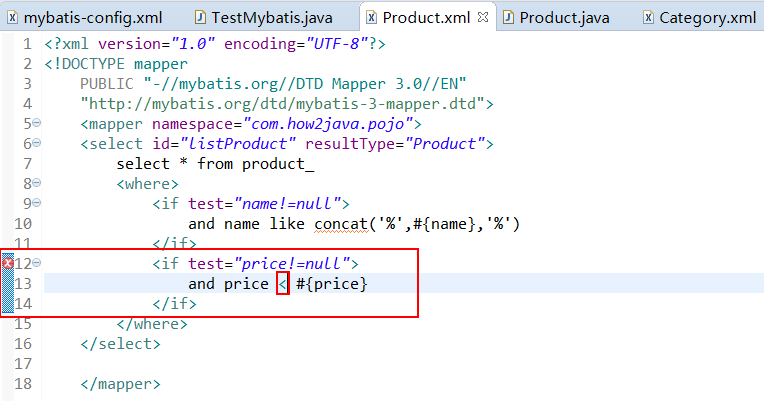 mybatis-config.xml TestMybatis.java Product.xml Product.java Category.xml
1 <?xml version="1.0" encoding="UTF-8"?>
2 <!DOCTYPE mapper
3 PUBLIC "-//mybatis.org//DTD Mapper 3.0//EN"
4 "http://mybatis.org/dtd/mybatis-3-mapper.dtd">
5 <mapper namespace="com.how2java.pojo">
6 <select id="listProduct" resultType="Product">
7 select * from product_
8 <where>
9 <if test="name!=null">
10 and name like concat('%',#{name},'%')
11 </if>
12 <if test="price!=null">
13 and price < #{price}
14 </if>
15 </where>
16 </select>
17
18 </mapper>